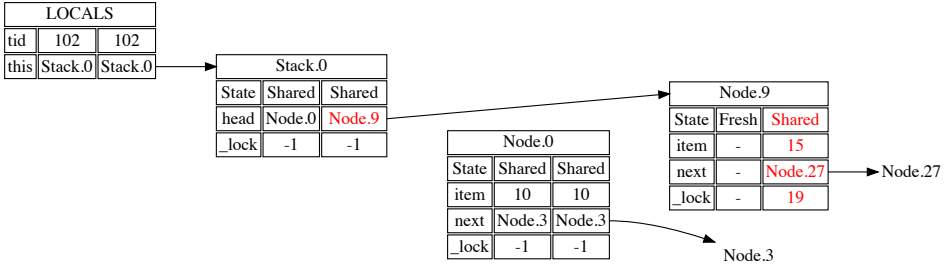 LOCALS
tid 102 102
this Stack.0 Stack.0
Stack.0
State Shared Shared
head Node.0 Node.9
_lock -1 -1
Node.0
State Shared Shared
item 10 10
next Node.3 Node.3
_lock -1 -1
Node.9
State Fresh Shared
item - 15
next - Node.27
_lock - 19
Node.27
Node.3